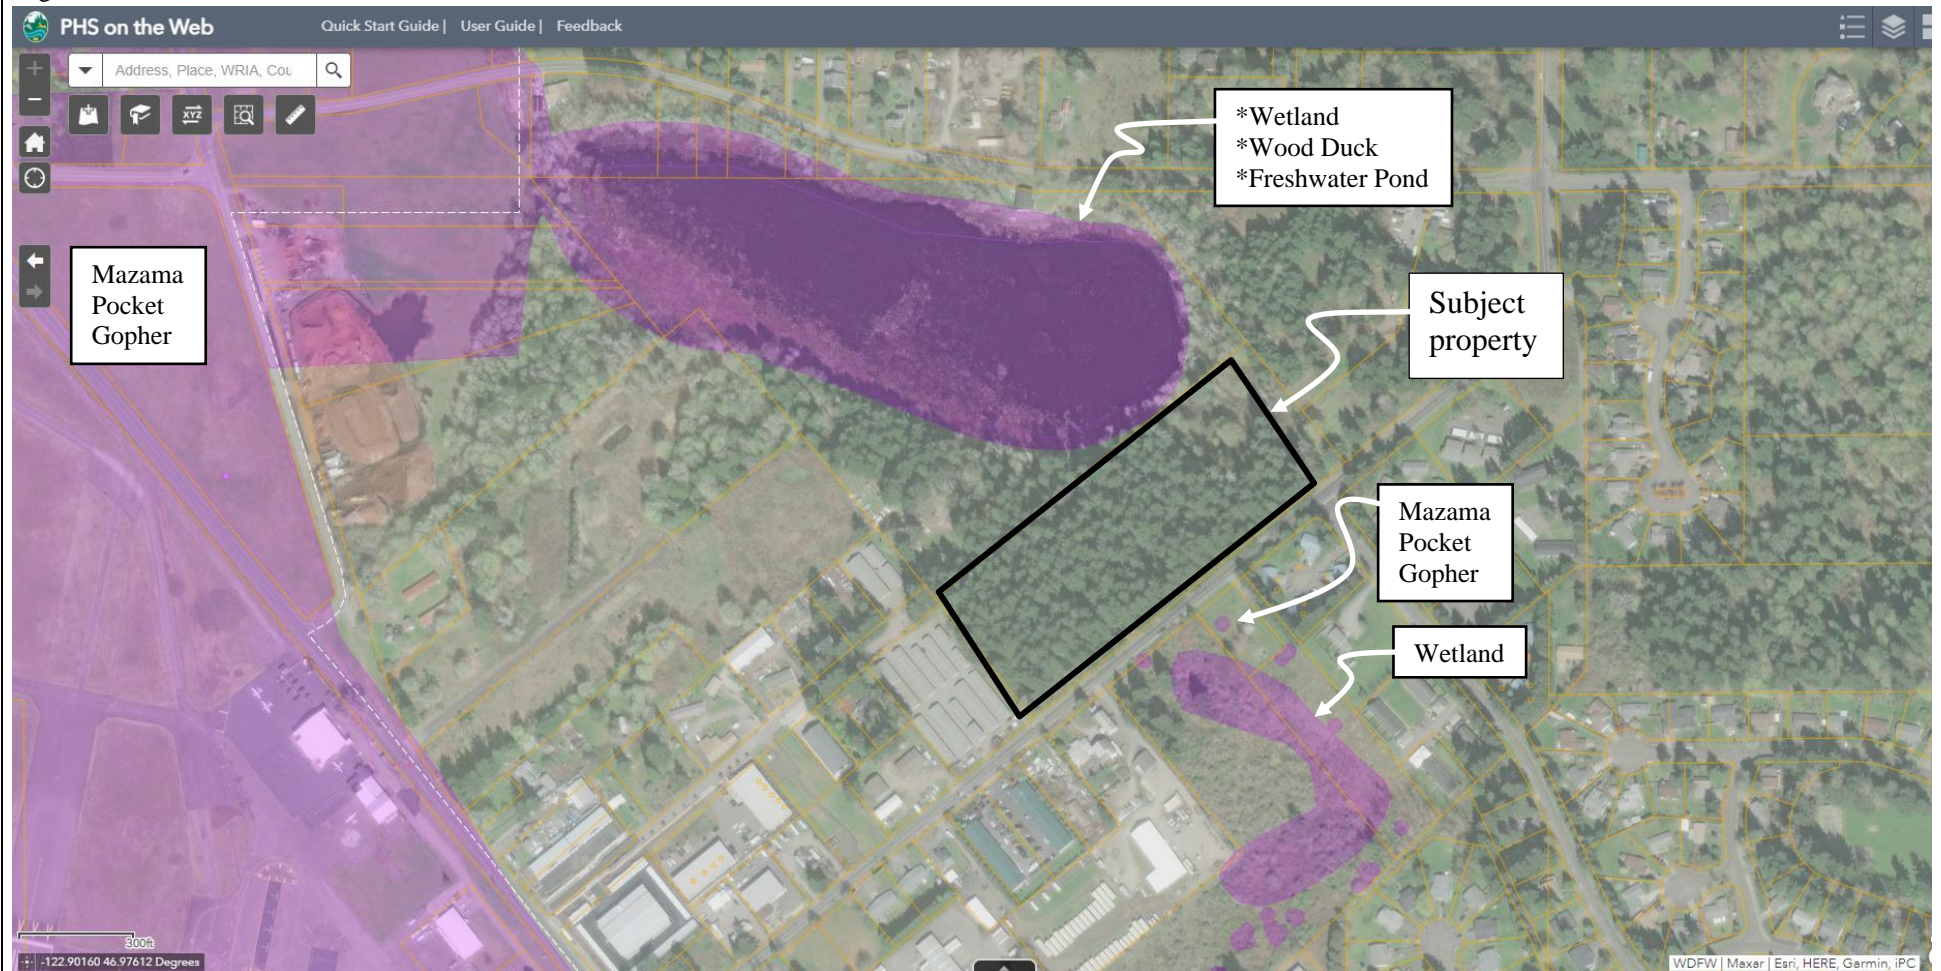 PHS on the Web
Quick Start Guide | User Guide | Feedback
Address, Place, WRIA, Cou
XYZ
*Wetland
*Wood Duck
*Freshwater Pond
Mazama
Pocket
Gopher
Subject
property
Mazama
Pocket
Gopher
Wetland
300ft
-122.90160 46.97612 Degrees
WDFW | Maxar | Esri, HERE, Garmin, iPC